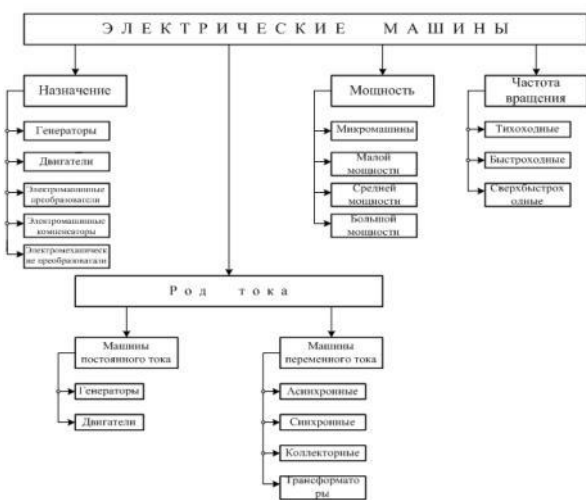 ЭЛЕКТРИЧЕСКИЕ МАШИНЫ
Назначение
Генераторы
Двигатели
Электромашинные
преобразователи
Электромашинные
компенсаторы
Электромеханическ
ие преобразователи
Мощность
Микромашины
Малой
мощности
Средней
мощности
Большой
мощности
Частота
вращения
Тихоходные
Быстроходные
Сверхбыстрох
одные
Род тока
Машины
постоянного тока
Генераторы
Двигатели
Машины
переменного тока
Асинхронные
Синхронные
Коллекторные
Трансформато
ры